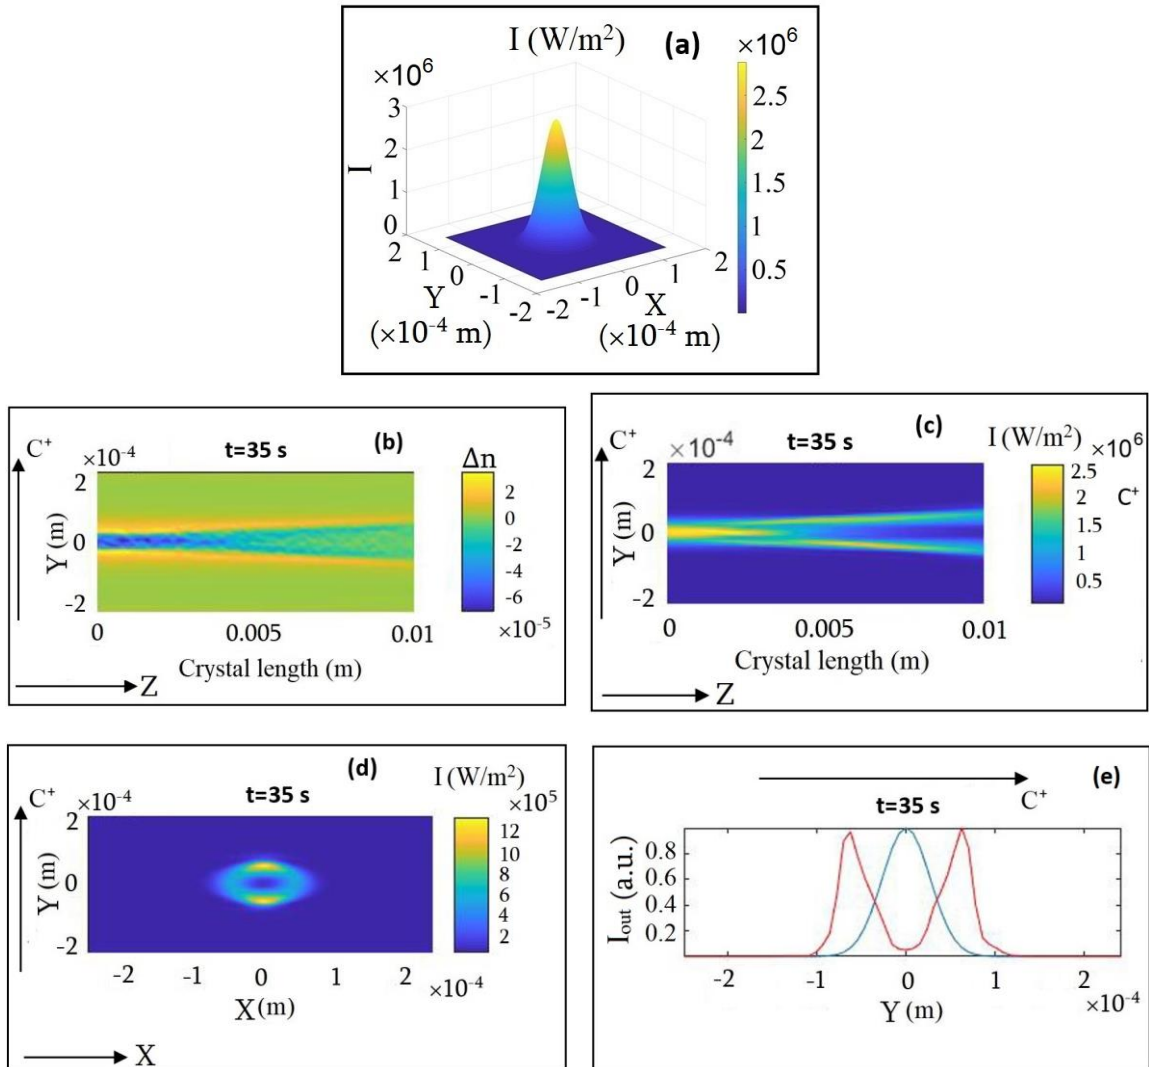 I (W/m²) (a) ×10⁶
×10⁶
3
2
1
0
I
2
1
0
-1
-2
Y
(×10⁻⁴ m)
-2
-1
0
1
2
X
(×10⁻⁴ m)
2.5
2
1.5
1
0.5
(b)
C⁺
×10⁻⁴ t=35 s
Δn
2
0
-2
Y (m)
0 0.005 0.01
Crystal length (m)
Z
2
0
-2
-4
-6
×10⁻⁵
(c)
C⁺
×10⁻⁴ t=35 s
I (W/m²) ×10⁶
2
0
-2
Y (m)
0 0.005 0.01
Crystal length (m)
Z
2.5
2
1.5
1
0.5
C⁺
(d)
I (W/m²)
C⁺ ×10⁻⁴ t=35 s ×10⁵
2
0
-2
Y (m)
-2 -1 0 1 2
X (m) ×10⁻⁴
X
12
10
8
6
4
2
(e)
C⁺
t=35 s
0.8
0.6
0.4
0.2
Iout (a.u.)
-2 -1 0 1 2
Y (m) ×10⁻⁴